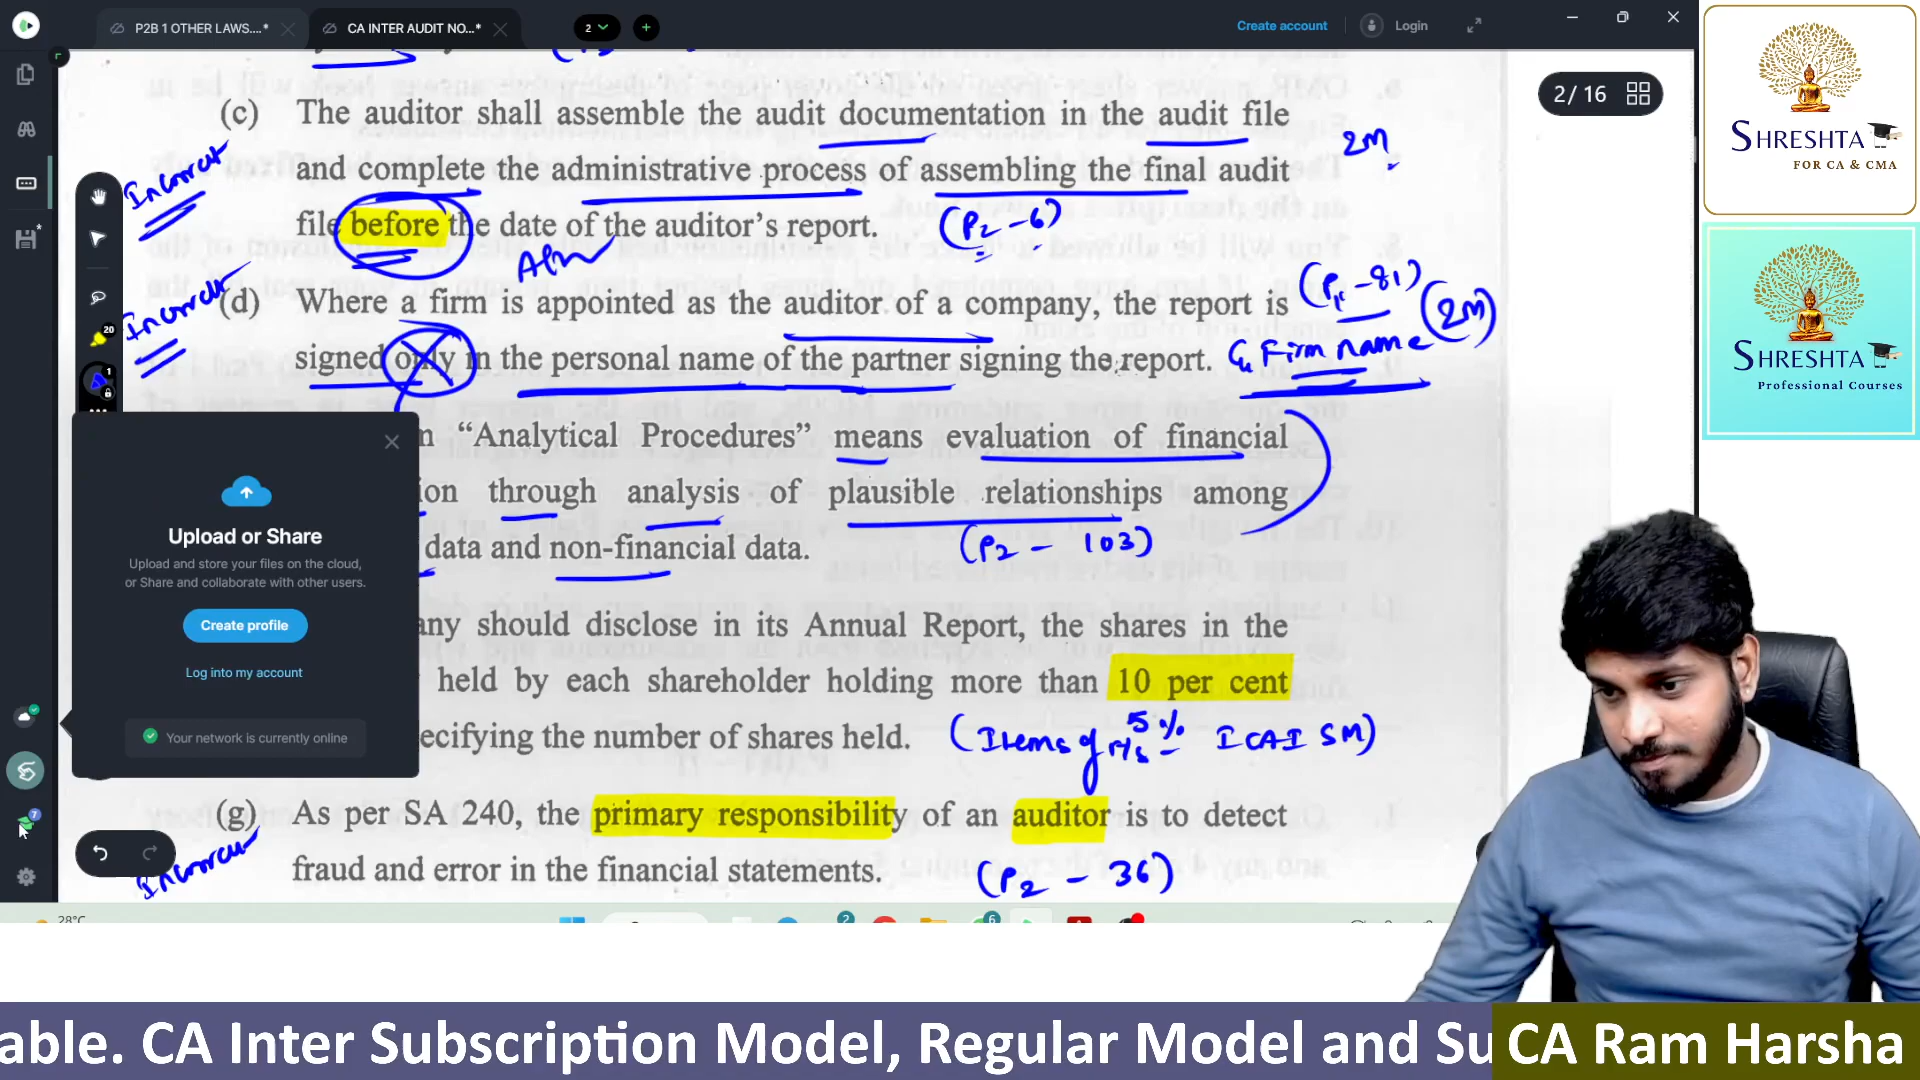 P2B 1 OTHER LAWS....*
CA INTER AUDIT NO...*
2
Create account
Login
2/ 16
(c) The auditor shall assemble the audit documentation in the audit file
2M
and complete the administrative process of assembling the final audit
Incorrect
file before the date of the auditor's report.
(P2 - 6)
After
(d) Where a firm is appointed as the auditor of a company, the report is
Incorrect
(P1 - 81)
(2M)
signed only in the personal name of the partner signing the report.
Firm name
n “Analytical Procedures” means evaluation of financial
ion through analysis of plausible relationships among
data and non-financial data.
(P2 - 103)
any should disclose in its Annual Report, the shares in the
held by each shareholder holding more than 10 per cent
ecifying the number of shares held.
(Items of 5% ICAI SM)
(g) As per SA 240, the primary responsibility of an auditor is to detect
fraud and error in the financial statements.
Incorrect
(P2 - 36)
Upload or Share
Upload and store your files on the cloud,
or Share and collaborate with other users.
Create profile
Log into my account
Your network is currently online
20
1
7
28°C
2
6
SHRESHTA
FOR CA & CMA
SHRESHTA
Professional Courses
able. CA Inter Subscription Model, Regular Model and Su
CA Ram Harsha